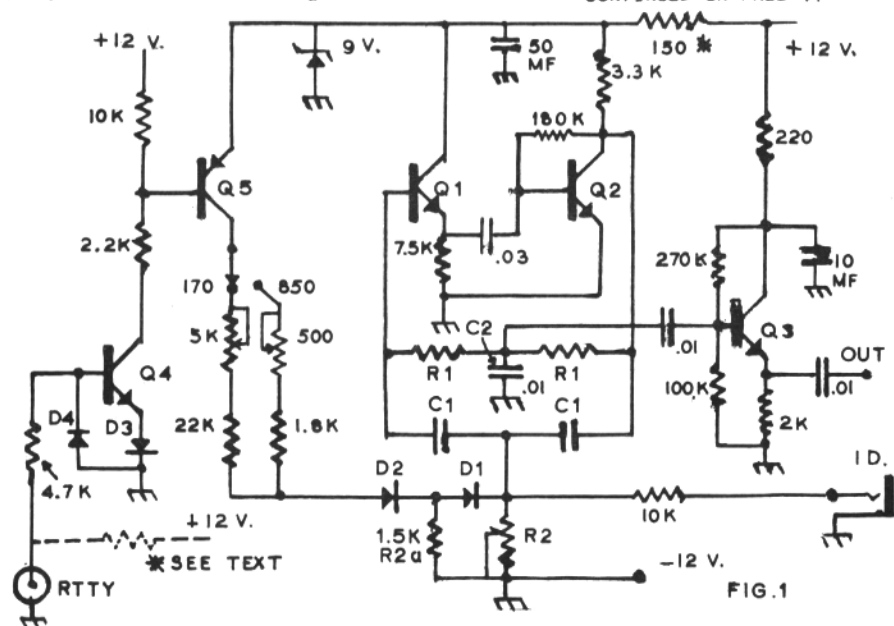 +12 V.
9 V.
50
MF
150 *
+12 V.
3.3 K
10K
180K
220
Q5
Q1
Q2
2.2K
7.5K
.03
270K
10
MF
170
850
5K
500
C2
.01
Q3
OUT
.01
R1
.01
R1
100K
2K
Q4
D4
D3
C1
C1
22K
1.8K
4.7K
D2
D1
I D.
+12 V.
1.5K
R2a
R2
10K
* SEE TEXT
-12 V.
RTTY
FIG.1